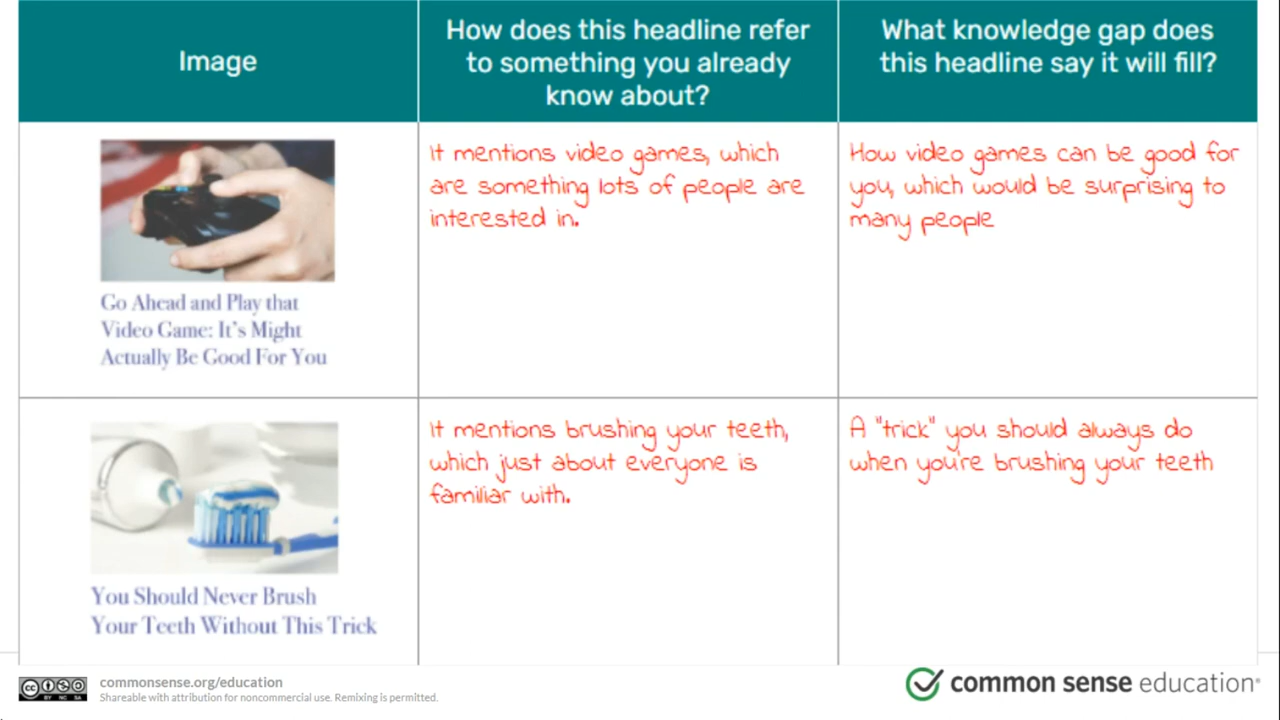 Image
How does this headline refer
to something you already
know about?
What knowledge gap does
this headline say it will fill?
Go Ahead and Play that
Video Game: It's Might
Actually Be Good For You
It mentions video games, which
are something lots of people are
interested in.
How video games can be good for
you, which would be surprising to
many people
You Should Never Brush
Your Teeth Without This Trick
It mentions brushing your teeth,
which just about everyone is
familiar with.
A "trick" you should always do
when you're brushing your teeth
cc BY NC SA
commonsense.org/education
Shareable with attribution for noncommercial use. Remixing is permitted.
common sense education®